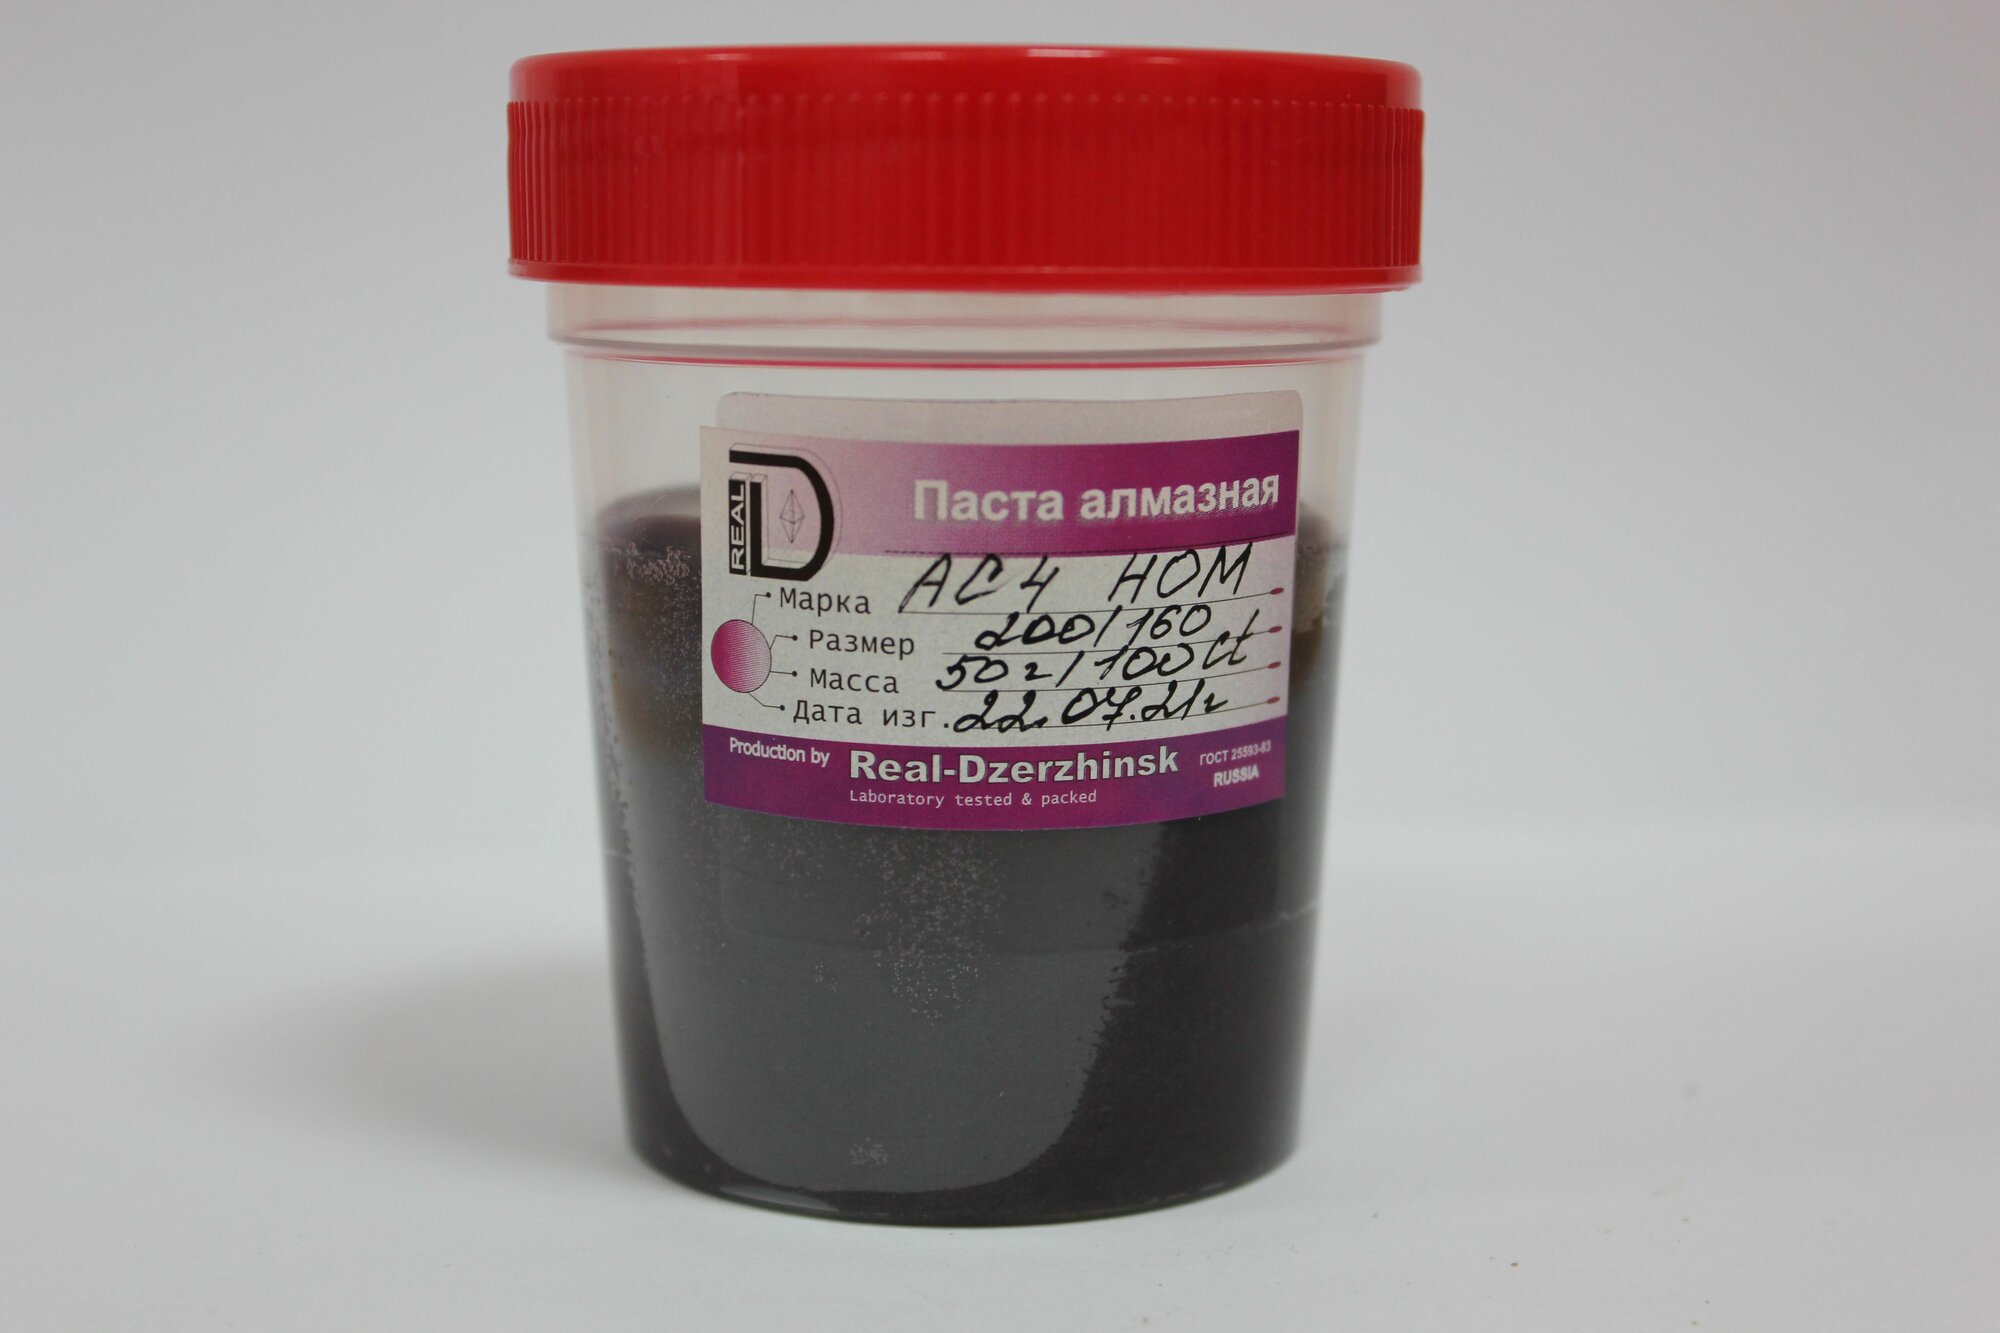 REAL D
Паста алмазная
Марка АС4 НОМ
Размер 200/160
Масса 50г/100ct
Дата изг. 22.07.21г
Production by Real-Dzerzhinsk ГОСТ 25593-83
Laboratory tested & packed RUSSIA